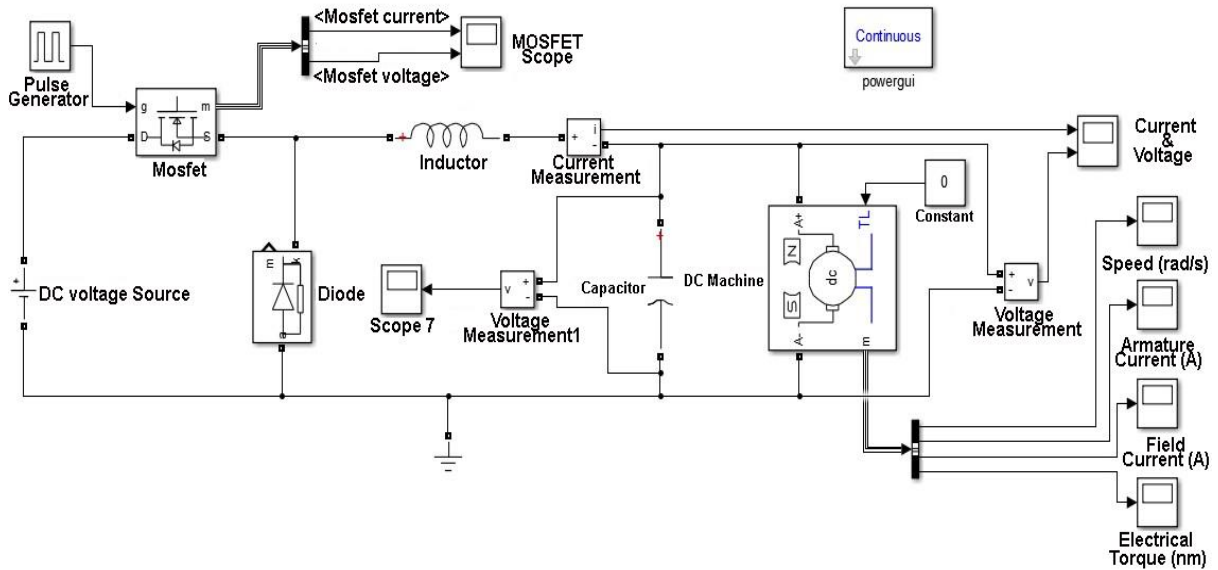 <Mosfet current>
MOSFET
Scope
<Mosfet voltage>
Pulse
Generator
g
m
D
S
Mosfet
Continuous
powergui
+
Inductor
+
i
-
Current
Measurement
Current
&
Voltage
0
Constant
TL
A+
N
dc
S
A-
m
DC Machine
Speed (rad/s)
+
DC voltage Source
m
k
a
Diode
Scope 7
v
+
-
Voltage
Measurement1
+
Capacitor
+
-
v
Voltage
Measurement
Armature
Current (A)
Field
Current (A)
Electrical
Torque (nm)